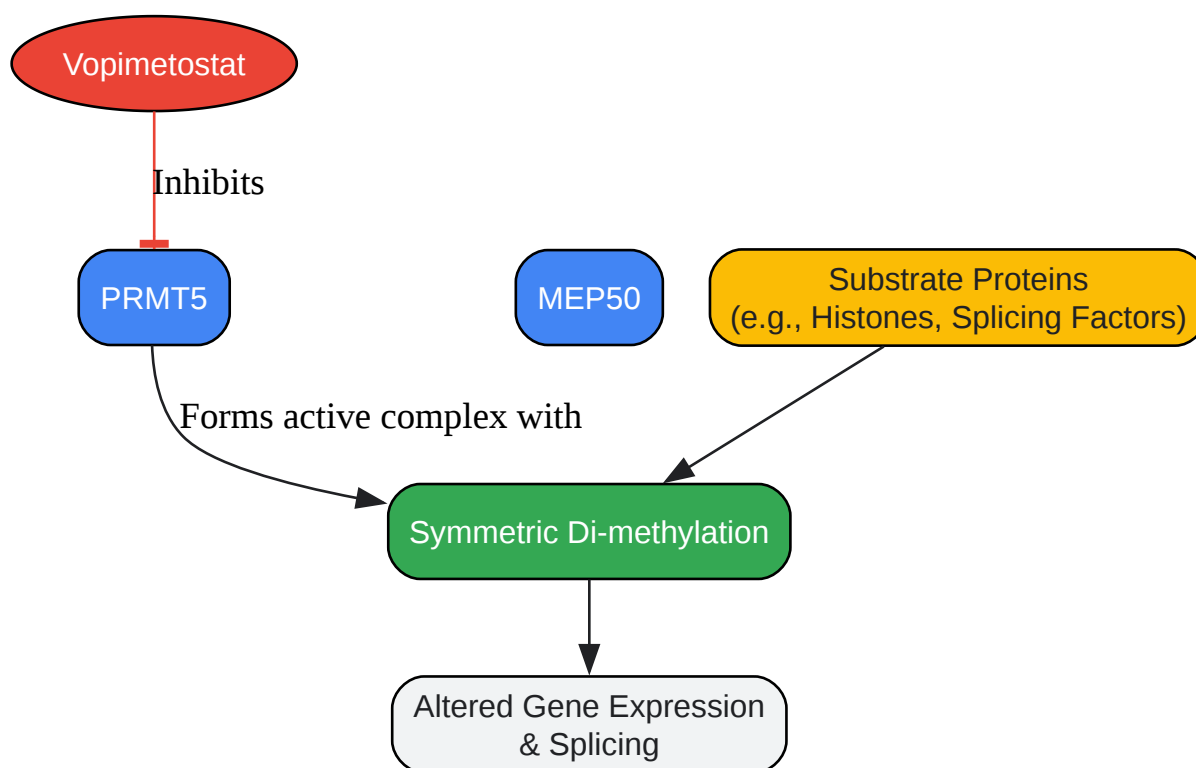 Vopimetostat
Inhibits
PRMT5
MEP50
Substrate Proteins
(e.g., Histones, Splicing Factors)
Forms active complex with
Symmetric Di-methylation
Altered Gene Expression
& Splicing